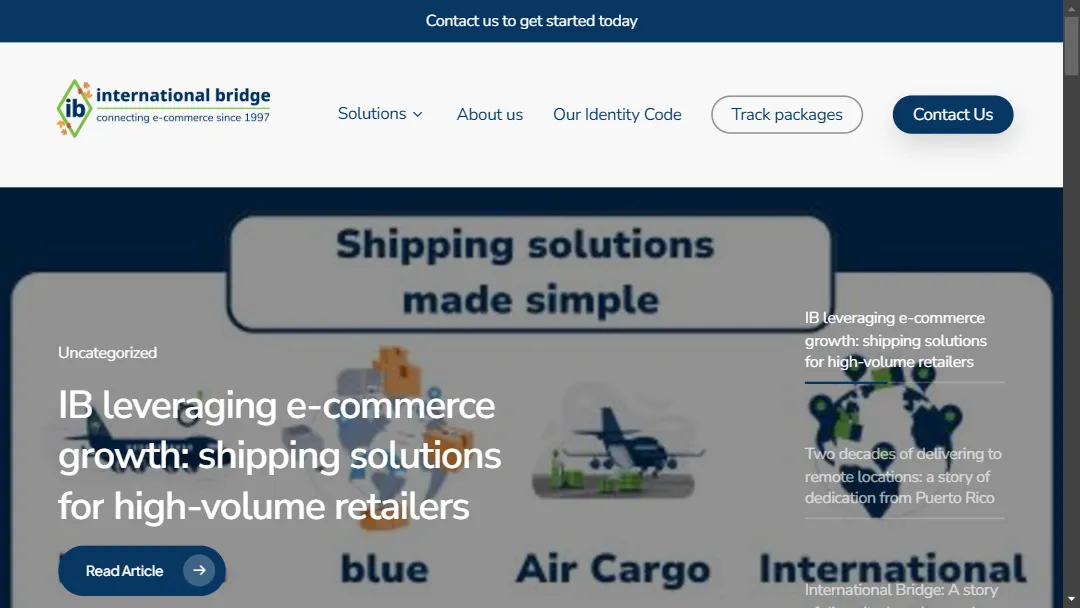 Contact us to get started today
ib
international bridge
connecting e-commerce since 1997
Solutions
About us
Our Identity Code
Track packages
Contact Us
Shipping solutions
made simple
Uncategorized
IB leveraging e-commerce
growth: shipping solutions
for high-volume retailers
Read Article
blue
Air Cargo
International
IB leveraging e-commerce
growth: shipping solutions
for high-volume retailers
Two decades of delivering to
remote locations: a story of
dedication from Puerto Rico
International Bridge: A story